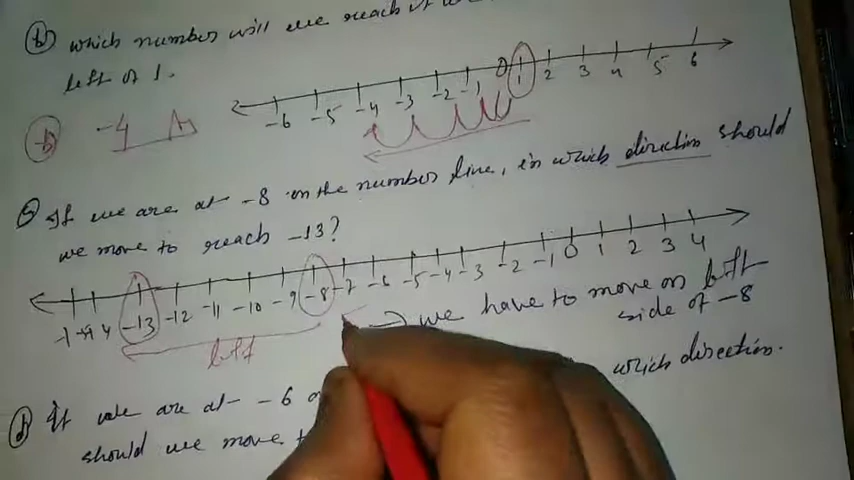 (b) which number will we reach if we
left of 1.
0 1 2 3 4 5 6
-6 -5 -4 -3 -2 -1
(b) -4 A
(c) If we are at -8 on the number line, in which direction should
we move to reach -13?
-14 -13 -12 -11 -10 -9 -8 -7 -6 -5 -4 -3 -2 -1 0 1 2 3 4
left
→ we have to move on left
side of -8
(d) If we are at -6 which direction.
should we move